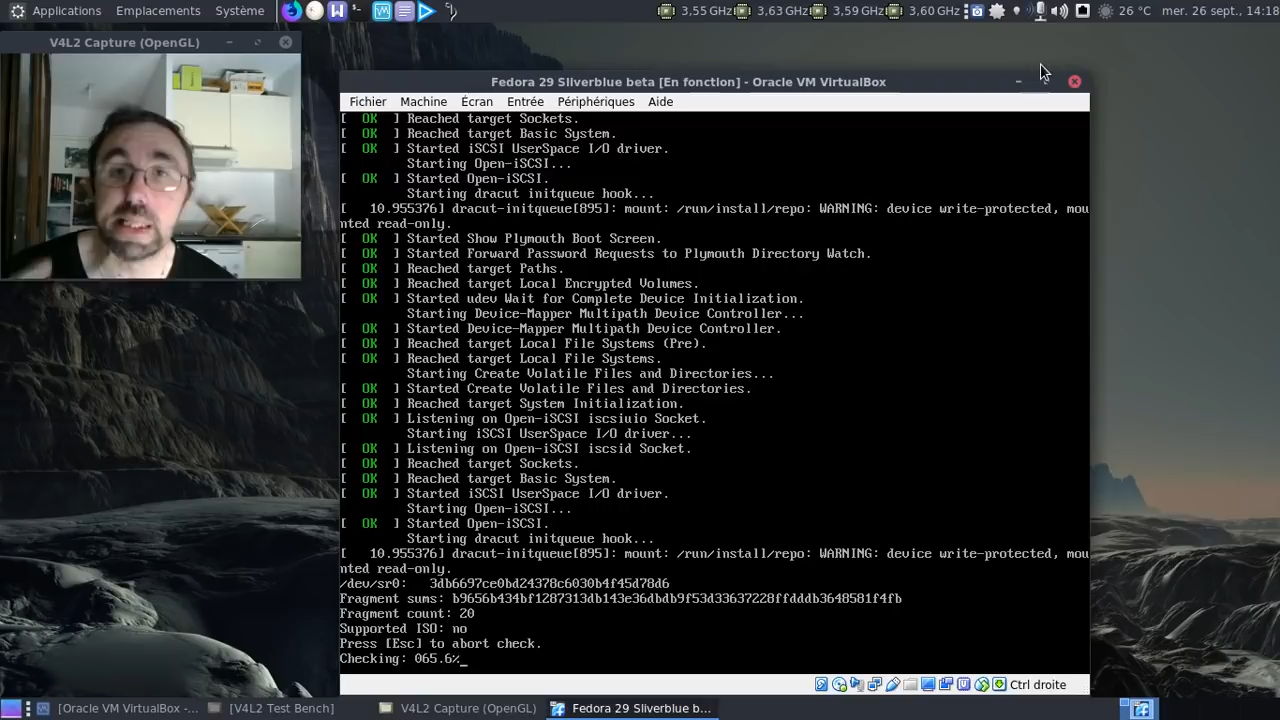 Applications Emplacements Système 3,55 GHz 3,63 GHz 3,59 GHz 3,60 GHz 26 °C mer. 26 sept., 14:18
V4L2 Capture (OpenGL)
Fedora 29 Sliverblue beta [En fonction] - Oracle VM VirtualBox
Fichier Machine Écran Entrée Périphériques Aide
[ OK ] Reached target Sockets.
[ OK ] Reached target Basic System.
[ OK ] Started iSCSI UserSpace I/O driver.
Starting Open-iSCSI...
[ OK ] Started Open-iSCSI.
Starting dracut initqueue hook...
[ 10.955376] dracut-initqueue[895]: mount: /run/install/repo: WARNING: device write-protected, mou
nted read-only.
[ OK ] Started Show Plymouth Boot Screen.
[ OK ] Started Forward Password Requests to Plymouth Directory Watch.
[ OK ] Reached target Paths.
[ OK ] Reached target Local Encrypted Volumes.
[ OK ] Started udev Wait for Complete Device Initialization.
Starting Device-Mapper Multipath Device Controller...
[ OK ] Started Device-Mapper Multipath Device Controller.
[ OK ] Reached target Local File Systems (Pre).
[ OK ] Reached target Local File Systems.
Starting Create Volatile Files and Directories...
[ OK ] Started Create Volatile Files and Directories.
[ OK ] Reached target System Initialization.
[ OK ] Listening on Open-iSCSI iscsiuio Socket.
Starting iSCSI UserSpace I/O driver...
[ OK ] Listening on Open-iSCSI iscsid Socket.
[ OK ] Reached target Sockets.
[ OK ] Reached target Basic System.
[ OK ] Started iSCSI UserSpace I/O driver.
Starting Open-iSCSI...
[ OK ] Started Open-iSCSI.
Starting dracut initqueue hook...
[ 10.955376] dracut-initqueue[895]: mount: /run/install/repo: WARNING: device write-protected, mou
nted read-only.
/dev/sr0: 3db6697ce0bd24378c6030b4f45d78d6
Fragment sums: b9656b434bf1287313db143e36dbdb9f53d33637228ffdddb3648581f4fb
Fragment count: 20
Supported ISO: no
Press [Esc] to abort check.
Checking: 065.6%_
Ctrl droite
[Oracle VM VirtualBox -... [V4L2 Test Bench] V4L2 Capture (OpenGL) Fedora 29 Sliverblue b...